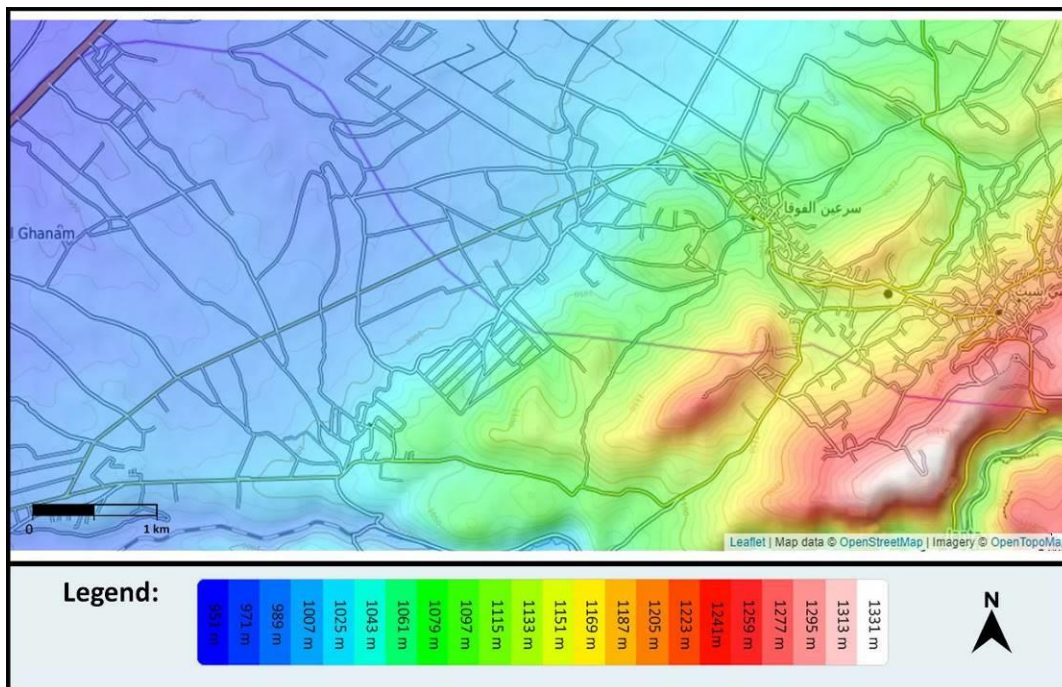 سرعين الفوقا
l Ghanam
0
1 km
Leaflet | Map data © OpenStreetMap | Imagery © OpenTopoMa
Legend:
951 m
971 m
989 m
1007 m
1025 m
1043 m
1061 m
1079 m
1097 m
1115 m
1133 m
1151 m
1169 m
1187 m
1205 m
1223 m
1241m
1259 m
1277 m
1295 m
1313 m
1331 m
N